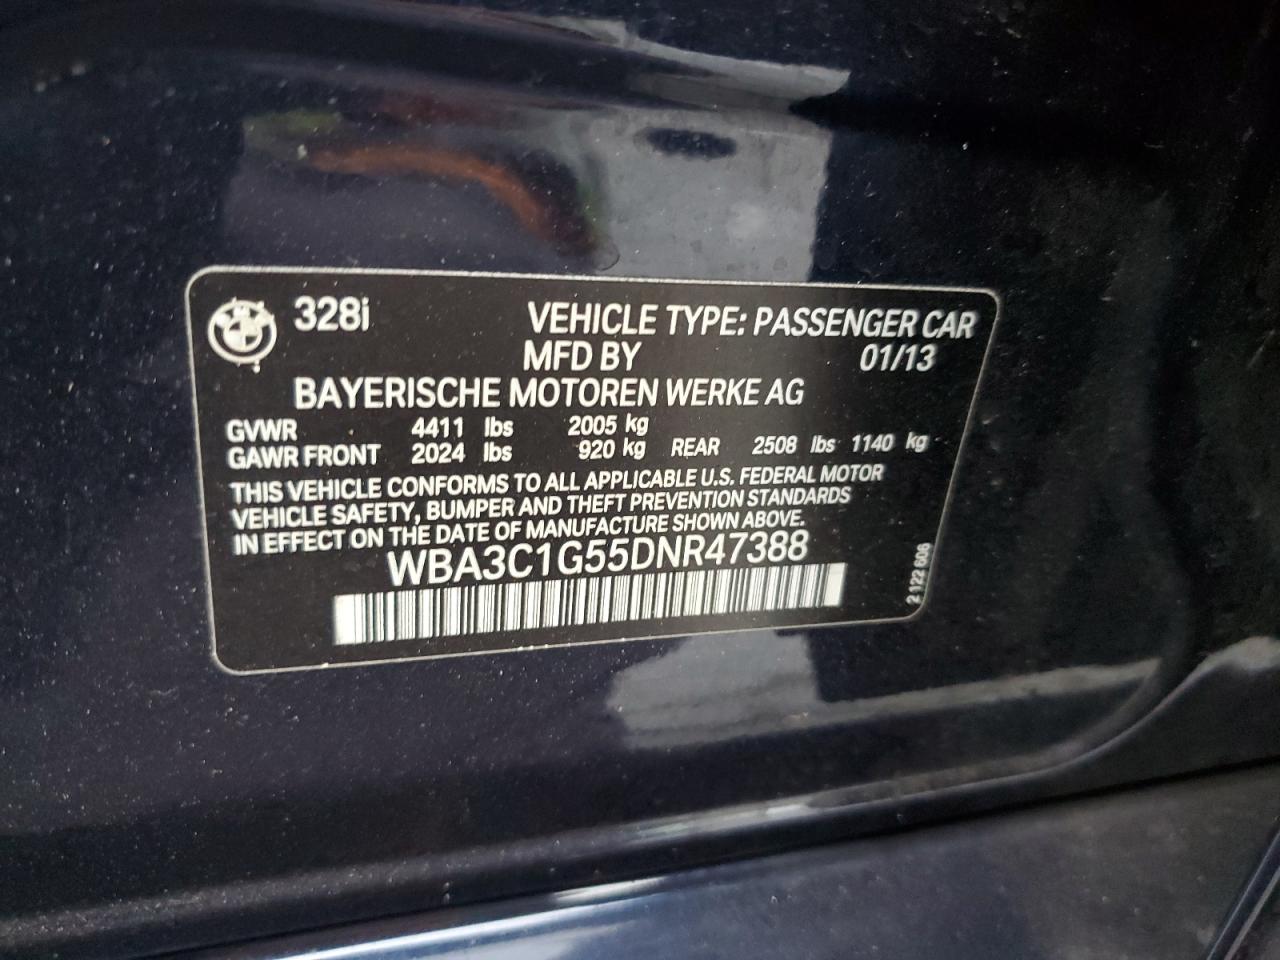 328i VEHICLE TYPE: PASSENGER CAR
MFD BY 01/13
BAYERISCHE MOTOREN WERKE AG
GVWR 4411 lbs 2005 kg
GAWR FRONT 2024 lbs 920 kg REAR 2508 lbs 1140 kg
THIS VEHICLE CONFORMS TO ALL APPLICABLE U.S. FEDERAL MOTOR
VEHICLE SAFETY, BUMPER AND THEFT PREVENTION STANDARDS
IN EFFECT ON THE DATE OF MANUFACTURE SHOWN ABOVE.
WBA3C1G55DNR47388
2 122 606